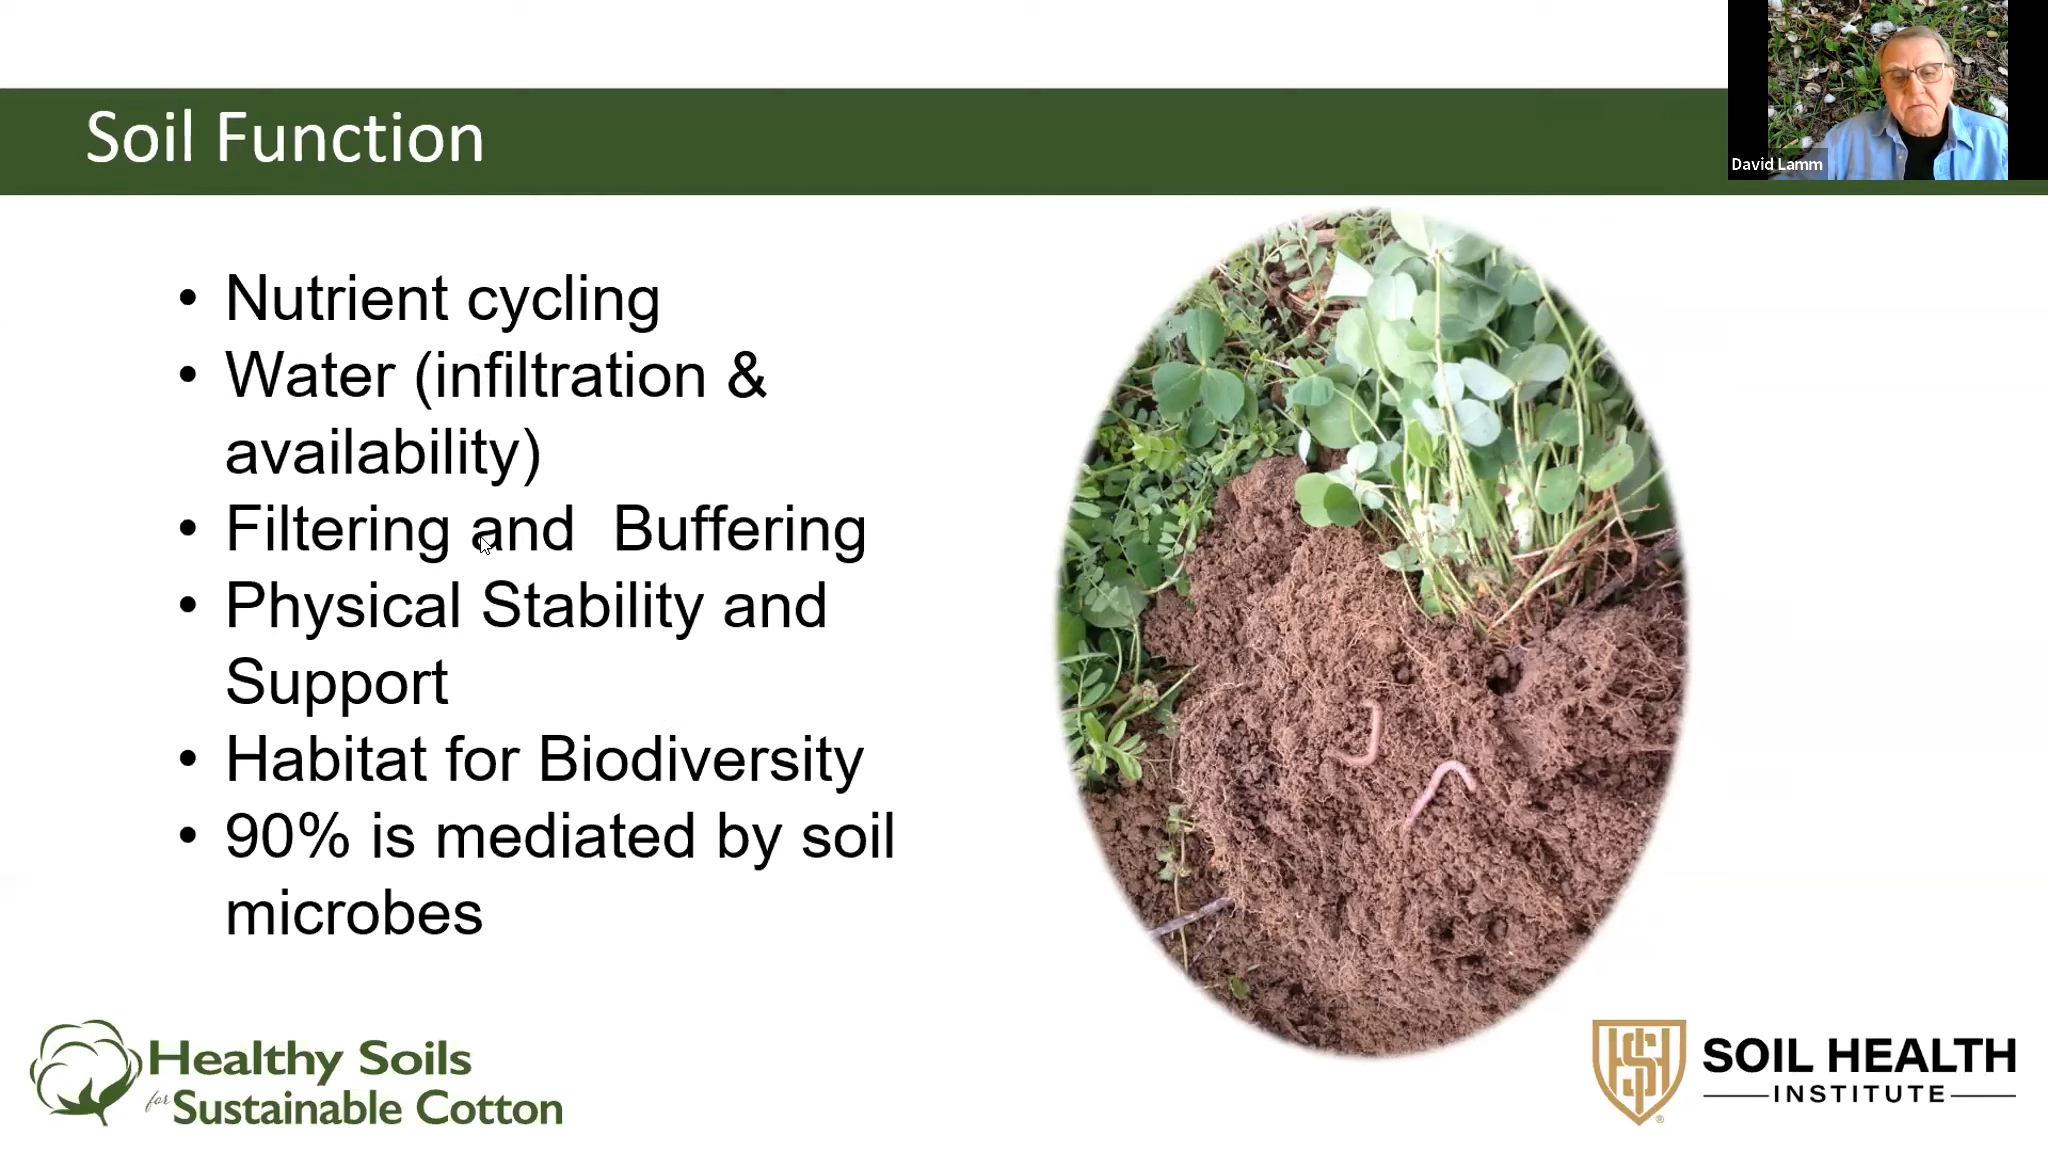 Soil Function
David Lamm
• Nutrient cycling
• Water (infiltration &
availability)
• Filtering and  Buffering
• Physical Stability and
Support
• Habitat for Biodiversity
• 90% is mediated by soil
microbes
Healthy Soils
for Sustainable Cotton
SOIL HEALTH
INSTITUTE
®